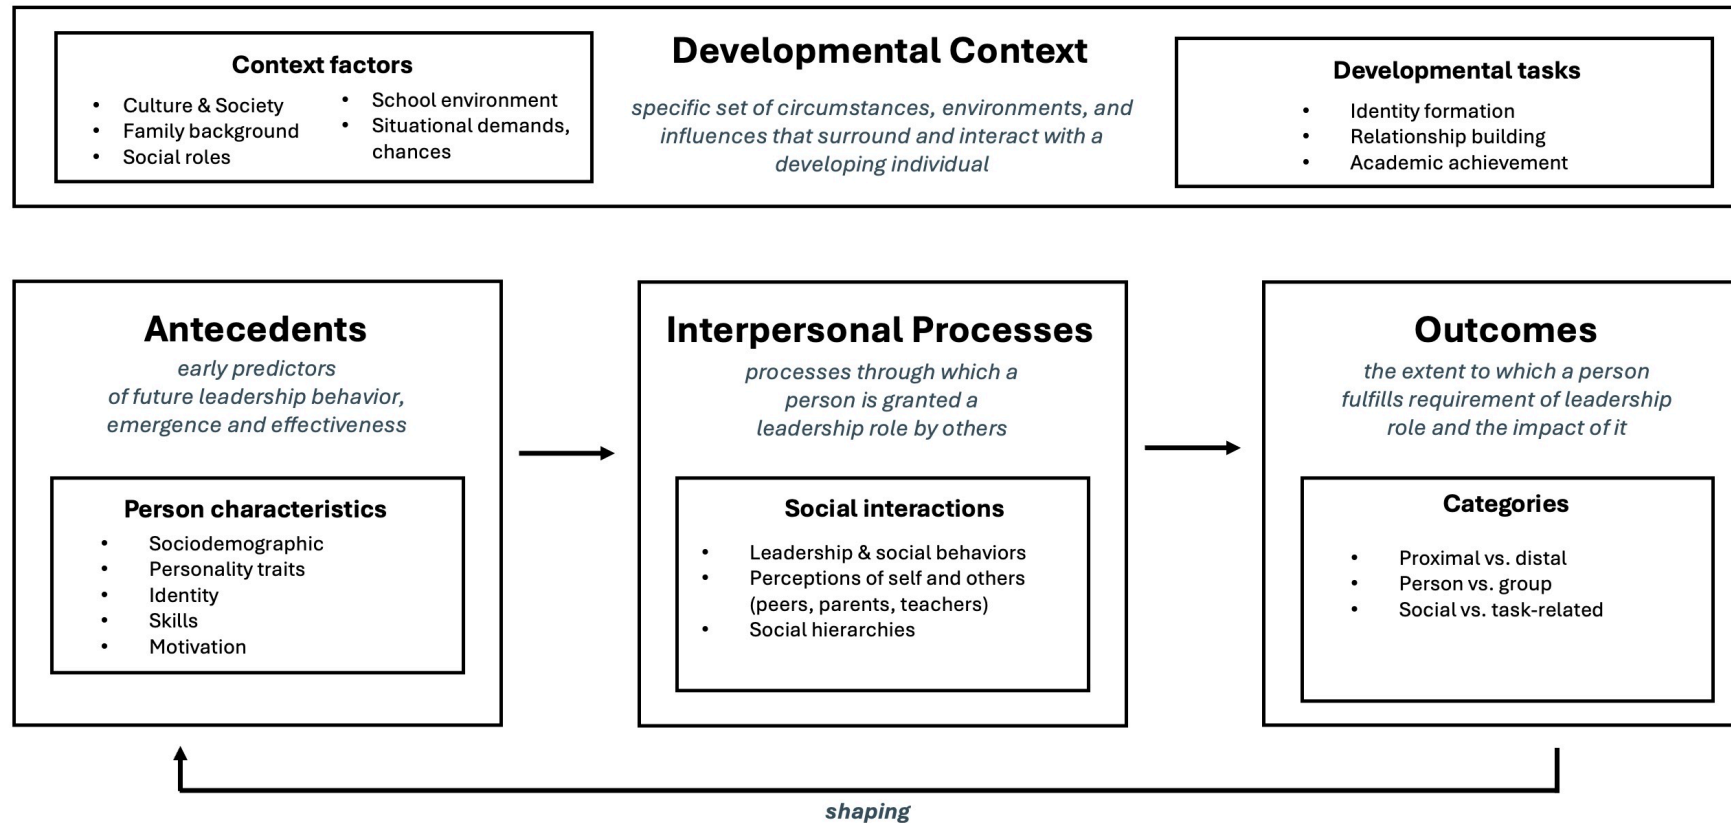 Developmental Context
specific set of circumstances, environments, and
influences that surround and interact with a
developing individual
Context factors
• Culture & Society
• Family background
• Social roles
• School environment
• Situational demands,
chances
Developmental tasks
• Identity formation
• Relationship building
• Academic achievement
Antecedents
early predictors
of future leadership behavior,
emergence and effectiveness
Person characteristics
• Sociodemographic
• Personality traits
• Identity
• Skills
• Motivation
Interpersonal Processes
processes through which a
person is granted a
leadership role by others
Social interactions
• Leadership & social behaviors
• Perceptions of self and others
(peers, parents, teachers)
• Social hierarchies
Outcomes
the extent to which a person
fulfills requirement of leadership
role and the impact of it
Categories
• Proximal vs. distal
• Person vs. group
• Social vs. task-related
shaping